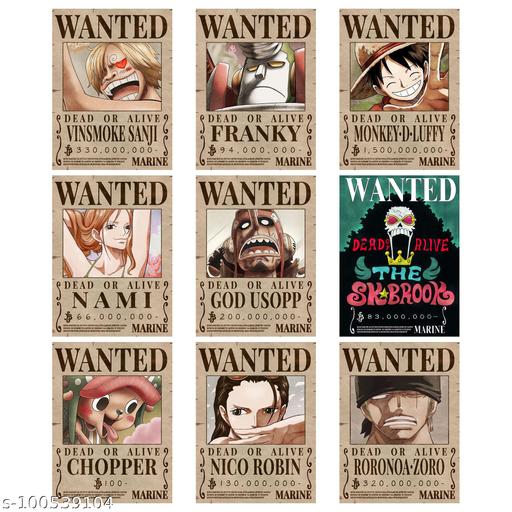 WANTED
DEAD OR ALIVE
VINSMOKE SANJI
330,000,000-
MARINE
WANTED
DEAD OR ALIVE
FRANKY
94,000,000-
MARINE
WANTED
DEAD OR ALIVE
MONKEY·D·LUFFY
1,500,000,000-
MARINE
WANTED
DEAD OR ALIVE
NAMI
66,000,000-
MARINE
WANTED
DEAD OR ALIVE
GOD USOPP
200,000,000-
MARINE
WANTED
DEAD OR ALIVE
THE
SK★BROOK
83,000,000-
MARINE
WANTED
DEAD OR ALIVE
CHOPPER
100-
MARINE
WANTED
DEAD OR ALIVE
NICO ROBIN
130,000,000-
MARINE
WANTED
DEAD OR ALIVE
RORONOA·ZORO
320,000,000-
MARINE
s-100539104